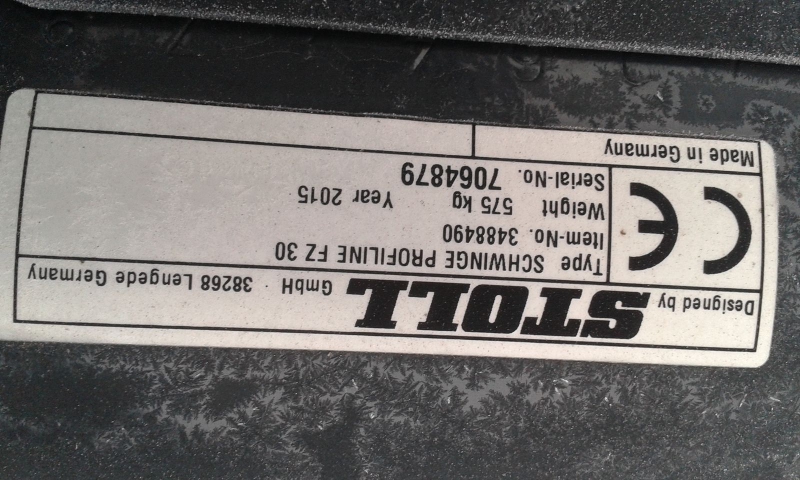 Designed by STOLL GmbH · 38268 Lengede Germany
CE
Type SCHWINGE PROFILINE FZ 30
Item-No. 3488490
Weight 575 kg Year 2015
Serial-No. 7064879
Made in Germany